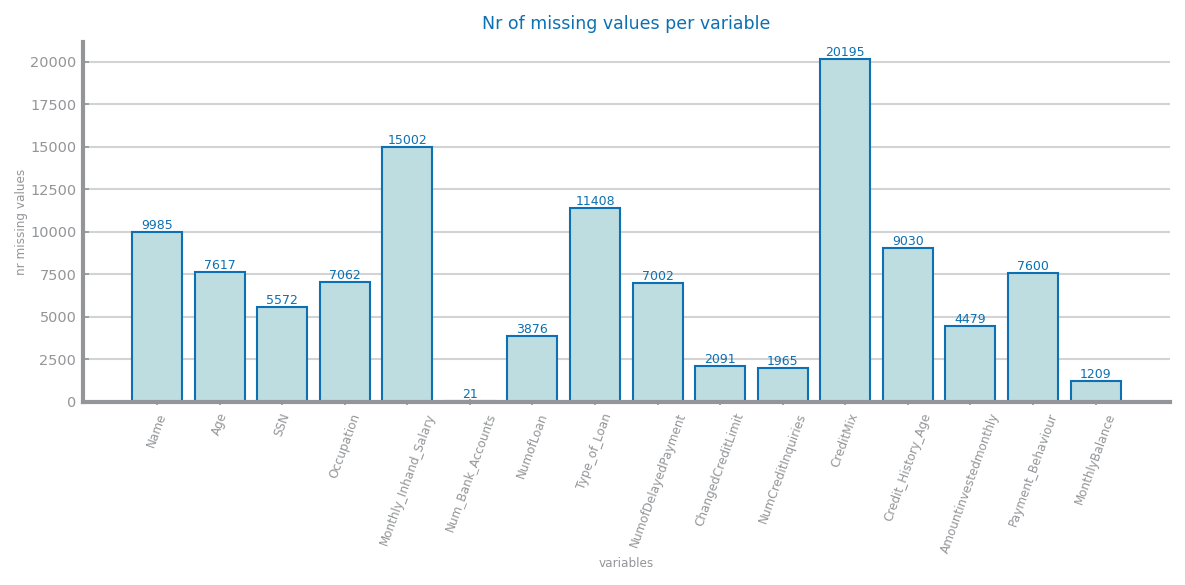 Nr of missing values per variable
20000
17500
15000
12500
10000
7500
5000
2500
0
nr missing values
9985
7617
5572
7062
15002
21
3876
11408
7002
2091
1965
20195
9030
4479
7600
1209
Name
Age
SSN
Occupation
Monthly_Inhand_Salary
Num_Bank_Accounts
NumofLoan
Type_of_Loan
NumofDelayedPayment
ChangedCreditLimit
NumCreditInquiries
CreditMix
Credit_History_Age
Amountinvestedmonthly
Payment_Behaviour
MonthlyBalance
variables